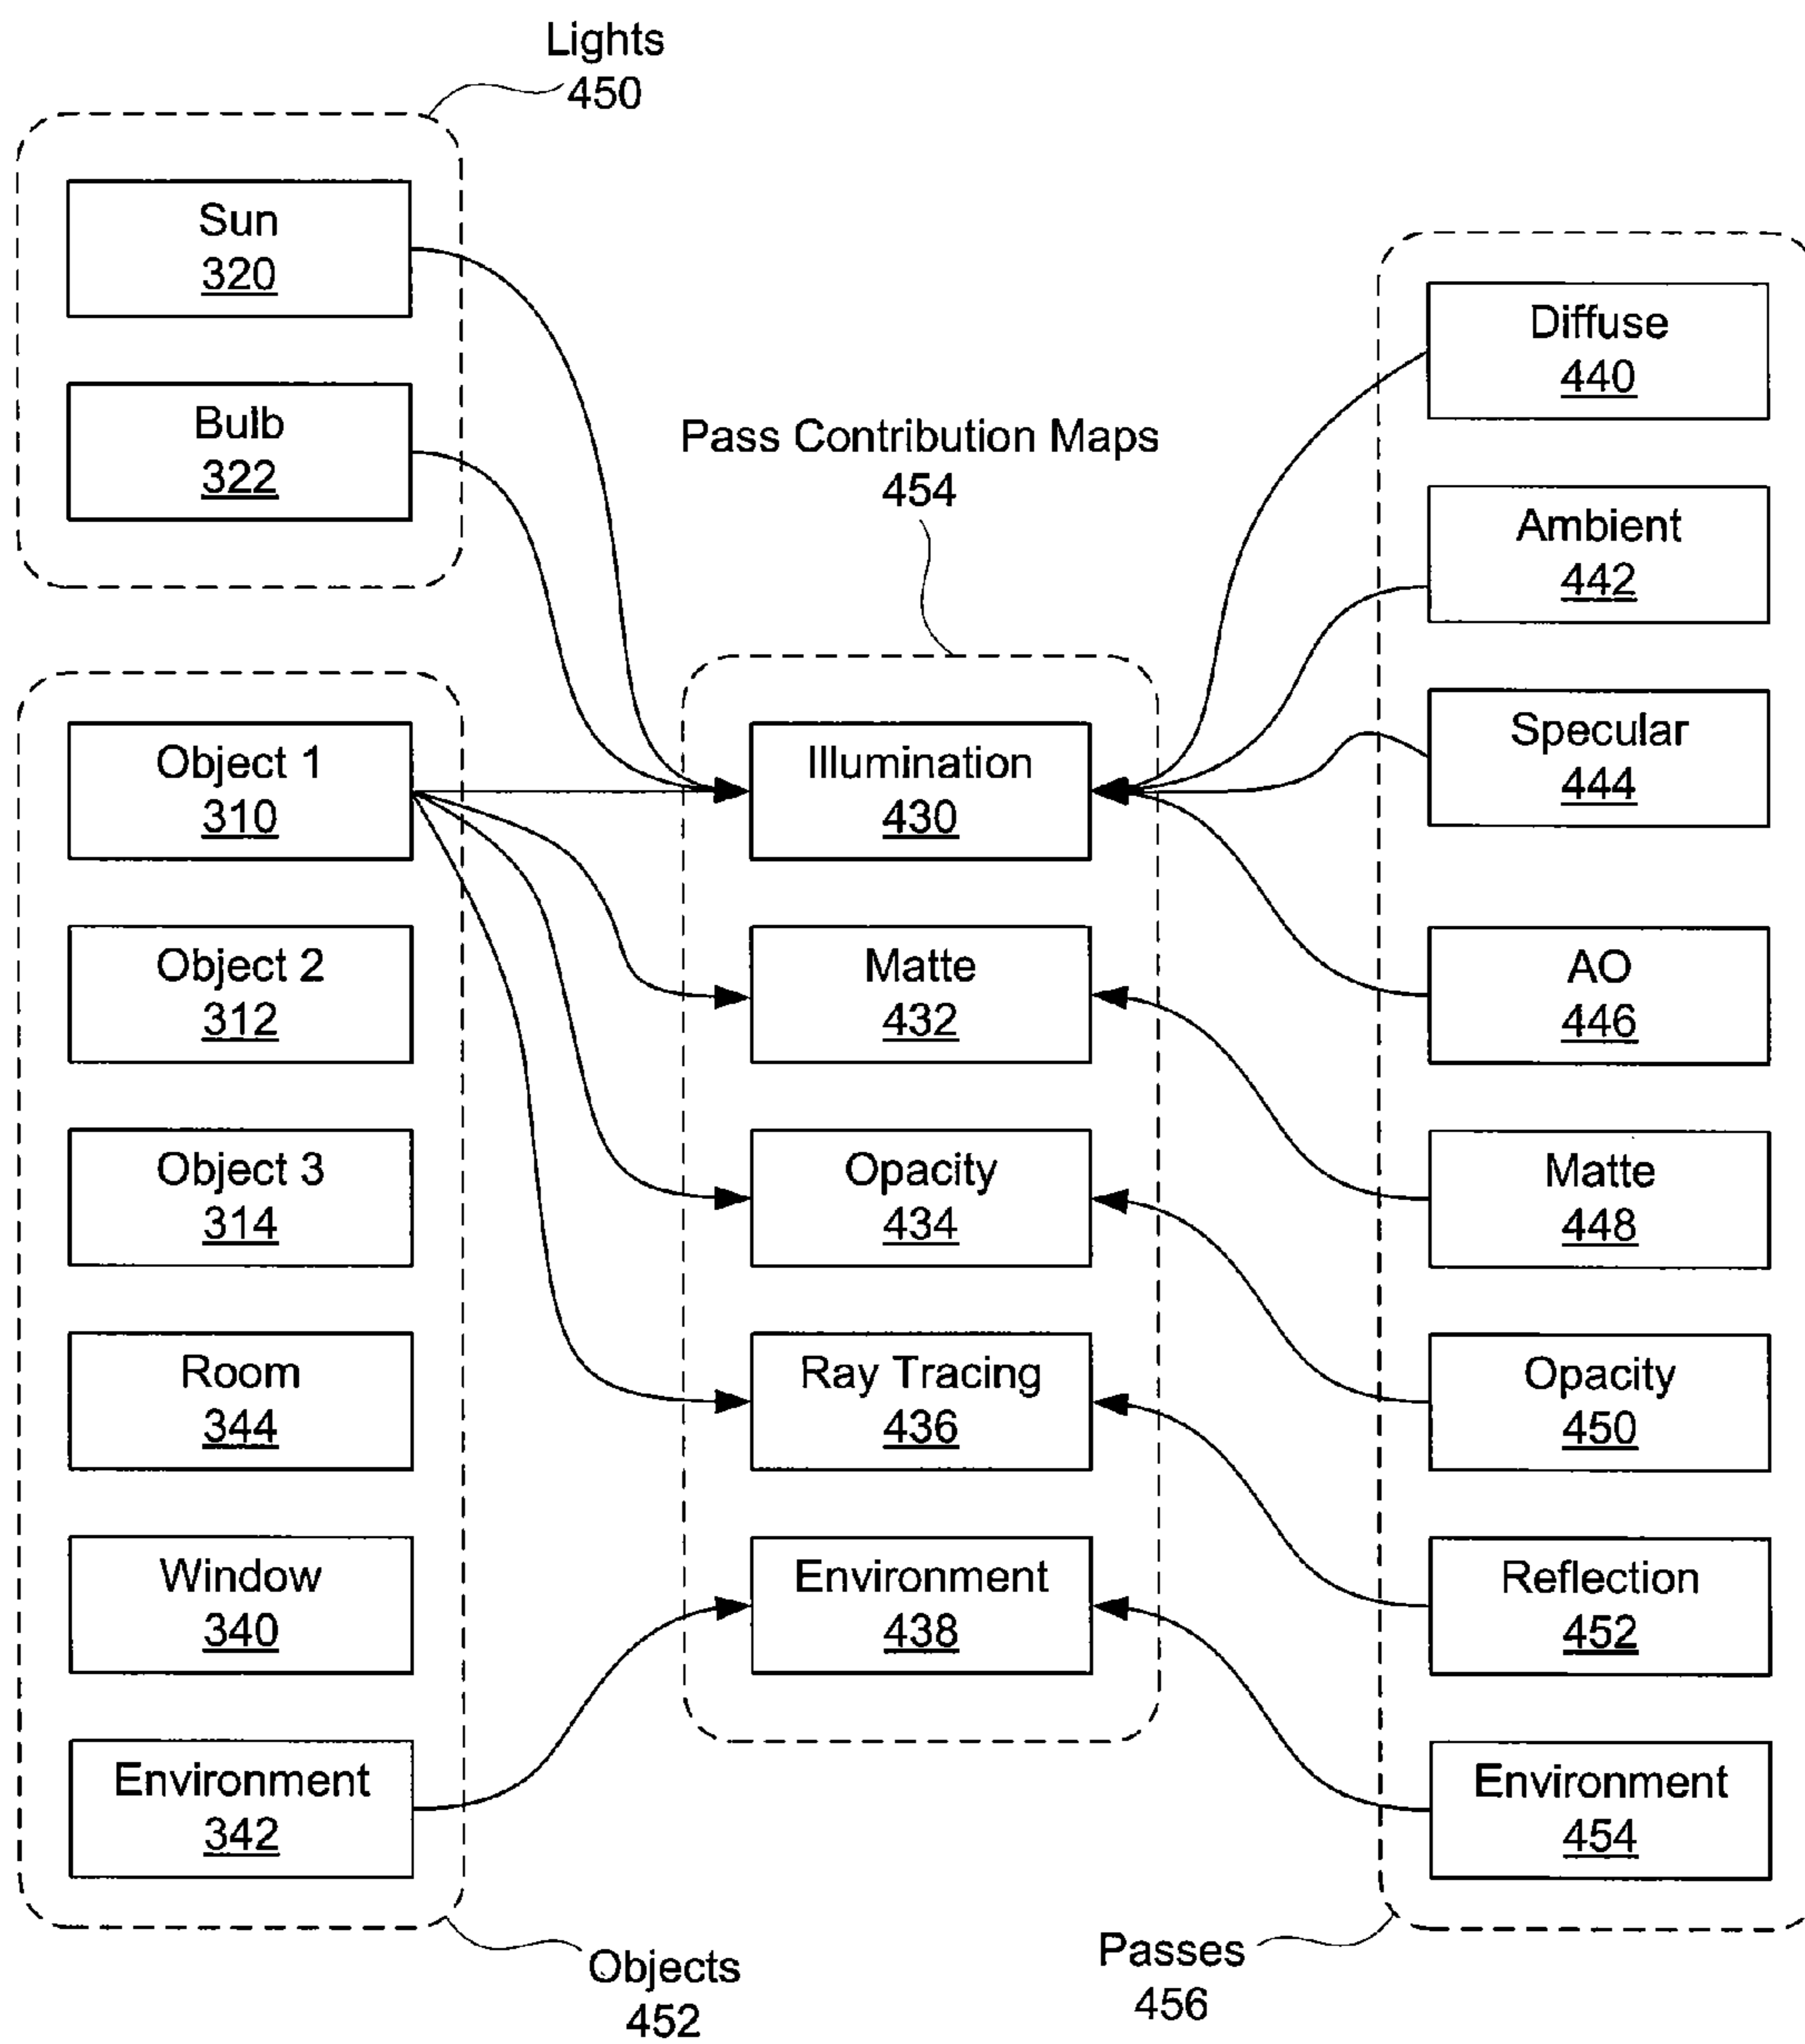 Lights
450
Sun
320
Bulb
322
Object 1
310
Object 2
312
Object 3
314
Room
344
Window
340
Environment
342
Objects
452
Pass Contribution Maps
454
Illumination
430
Matte
432
Opacity
434
Ray Tracing
436
Environment
438
Diffuse
440
Ambient
442
Specular
444
AO
446
Matte
448
Opacity
450
Reflection
452
Environment
454
Passes
456